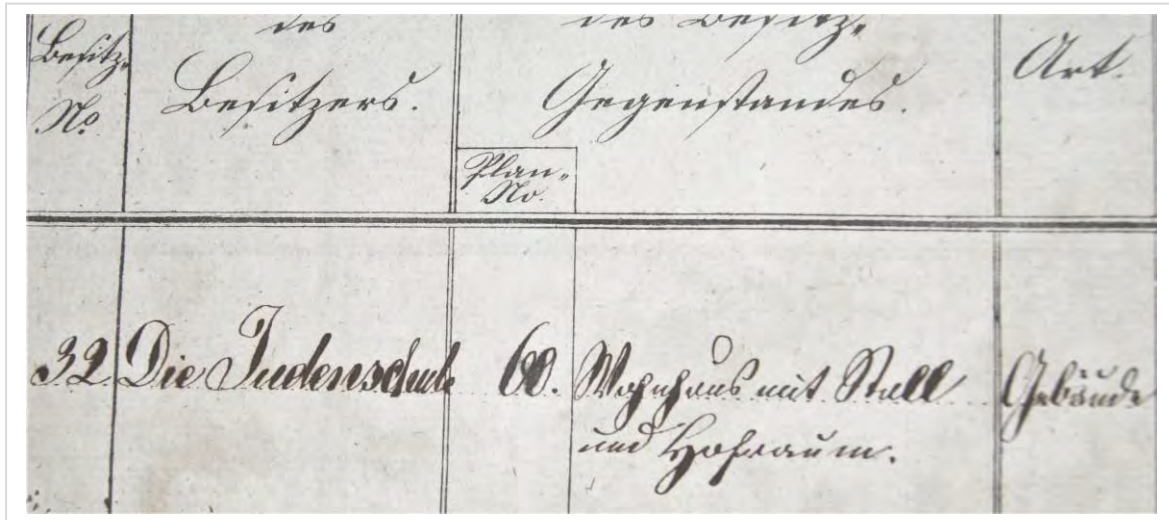 Besitz-
No.
des
Besitzers.
des Besitz-
Gegenstandes.
Plan-
No.
Art.
32. Die Judenschule 60. Wohnhaus mit Stall Gebäude
und Hofraum.